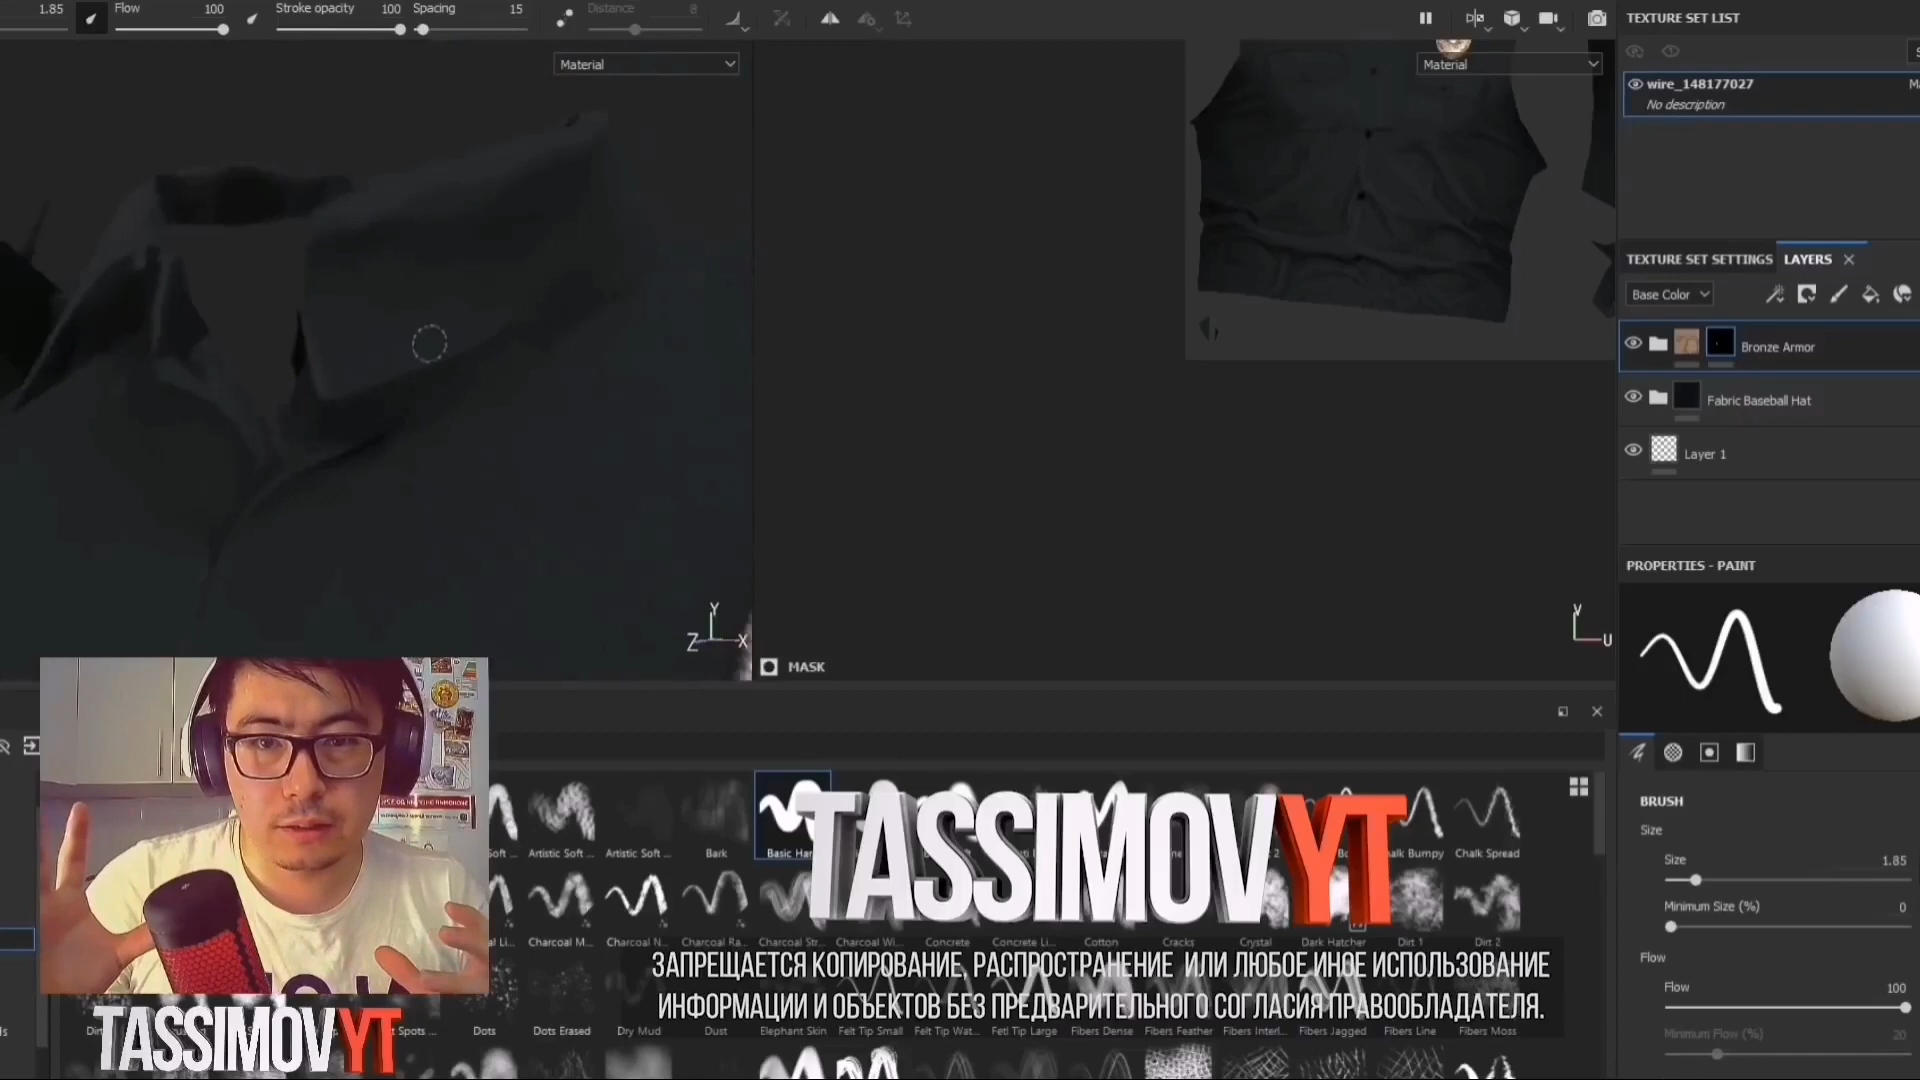 1.85 Flow 100 Stroke opacity 100 Spacing 15 Distance 8
Material
Material
TEXTURE SET LIST
wire_148177027
No description
TEXTURE SET SETTINGS LAYERS
Base Color
Bronze Armor
Fabric Baseball Hat
Layer 1
PROPERTIES - PAINT
Y
Z X
V
U
MASK
BRUSH
Size
Size 1.85
Minimum Size (%) 0
Flow
Flow 100
Minimum Flow (%) 20
Artistic Soft ... Artistic Soft ... Bark Chalk Spread
TASSIMOVYT
Charcoal M... Charcoal N... Charcoal Ra... Charcoal Str... Charcoal Wi... Concrete Concrete Li... Cotton Cracks Crystal Dark Hatcher Dirt 1 Dirt 2
ЗАПРЕЩАЕТСЯ КОПИРОВАНИЕ, РАСПРОСТРАНЕНИЕ ИЛИ ЛЮБОЕ ИНОЕ ИСПОЛЬЗОВАНИЕ
ИНФОРМАЦИИ И ОБЪЕКТОВ БЕЗ ПРЕДВАРИТЕЛЬНОГО СОГЛАСИЯ ПРАВООБЛАДАТЕЛЯ.
Dots Dots Erased Dry Mud Dust Elephant Skin Felt Tip Small Felt Tip Wat... Fetl Tip Large Fibers Dense Fibers Feather Fibers Interl... Fibers Jagged Fibers Line Fibers Moss
TASSIMOVYT